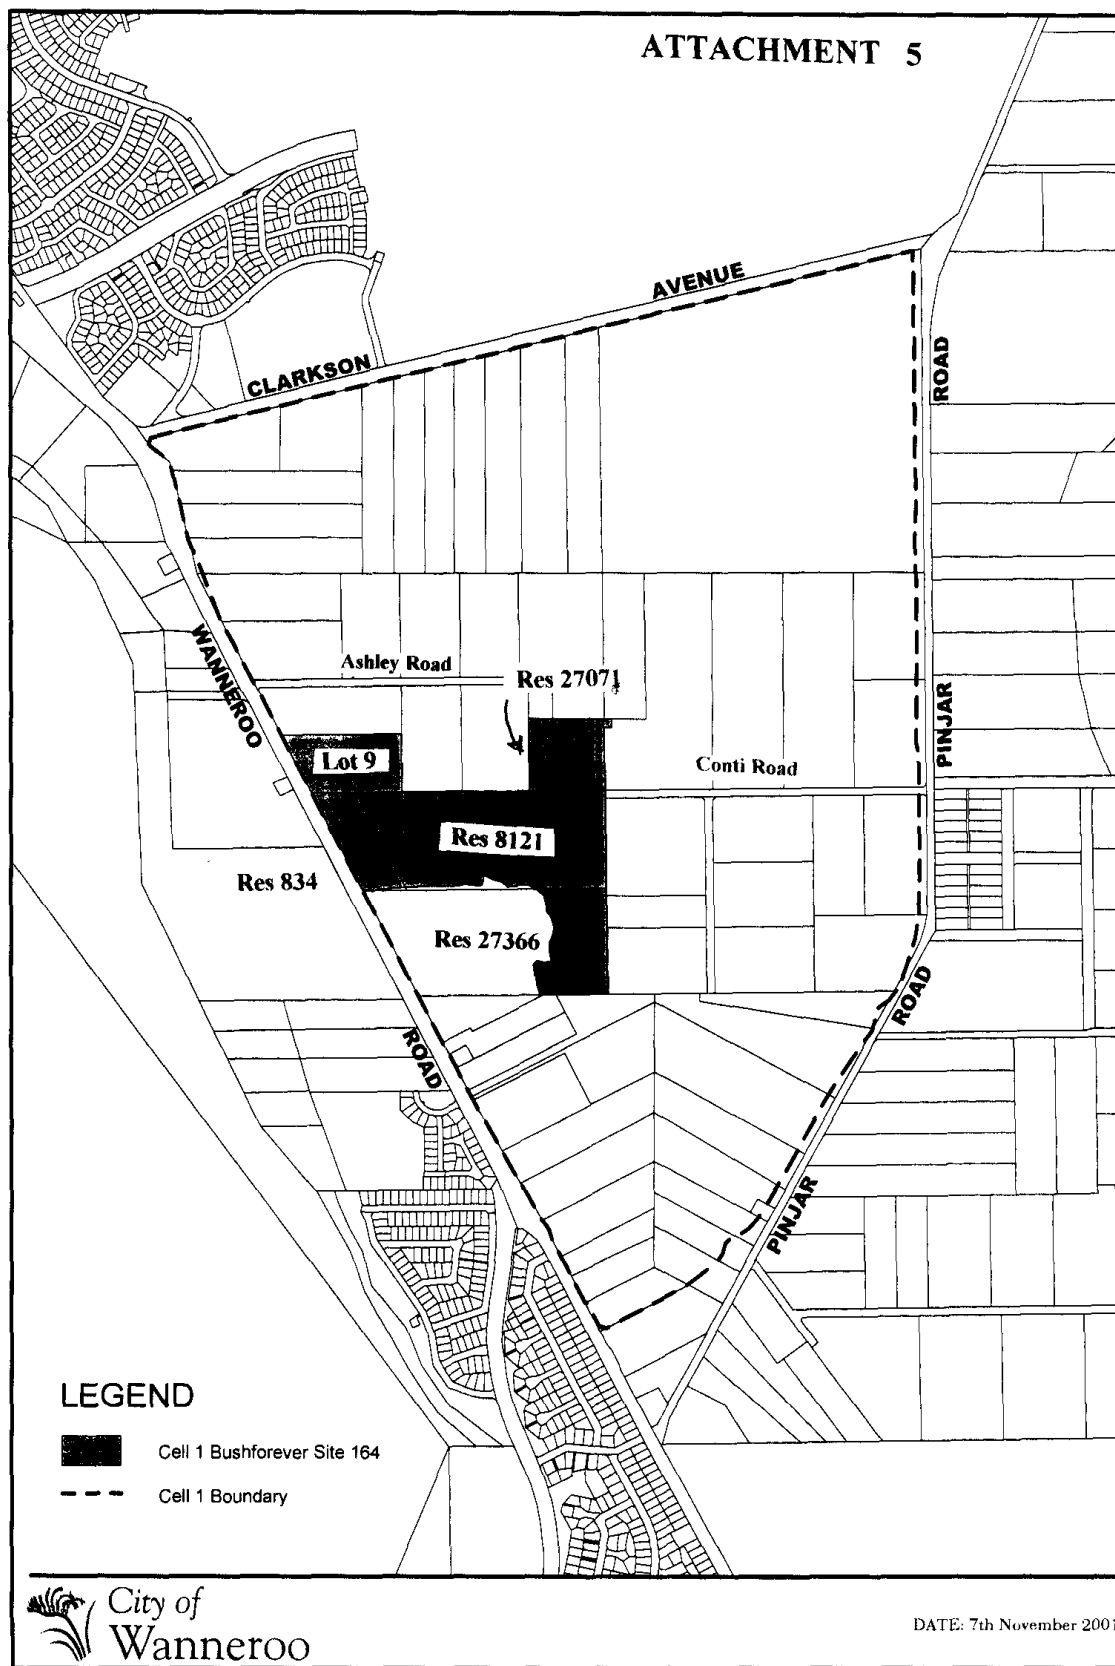 ATTACHMENT 5
AVENUE
CLARKSON
ROAD
WANNEROO
Ashley Road
Res 27071
PINJAR
Lot 9
Conti Road
Res 8121
Res 834
Res 27366
ROAD
ROAD
PINJAR
LEGEND
Cell 1 Bushforever Site 164
Cell 1 Boundary
City of
Wanneroo
DATE: 7th November 2001